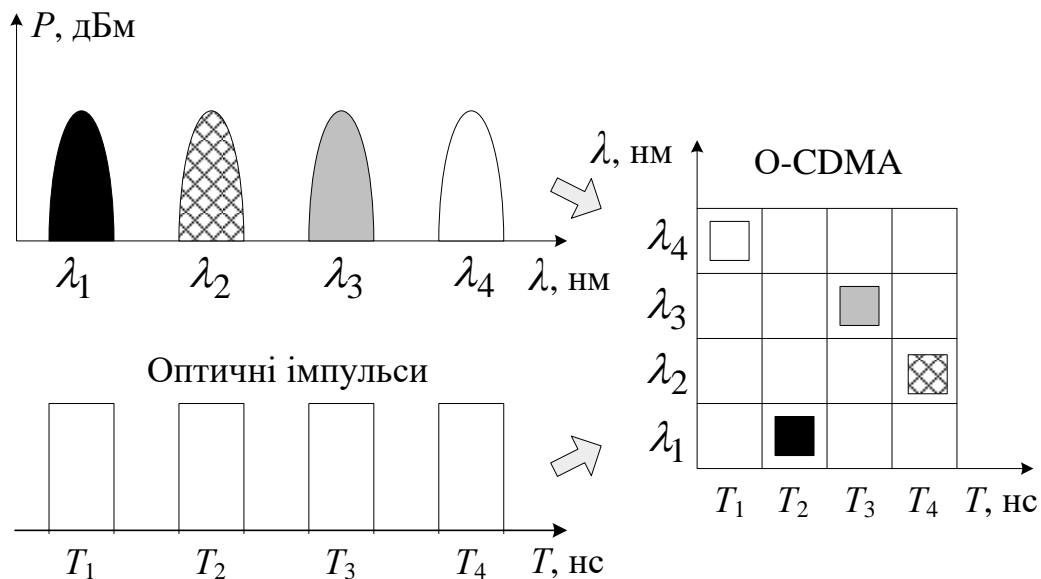 P, дБм
λ1 λ2 λ3 λ4 λ, нм
Оптичні імпульси
T1 T2 T3 T4 T, нс
λ, нм
O-CDMA
λ4
λ3
λ2
λ1
T1 T2 T3 T4 T, нс